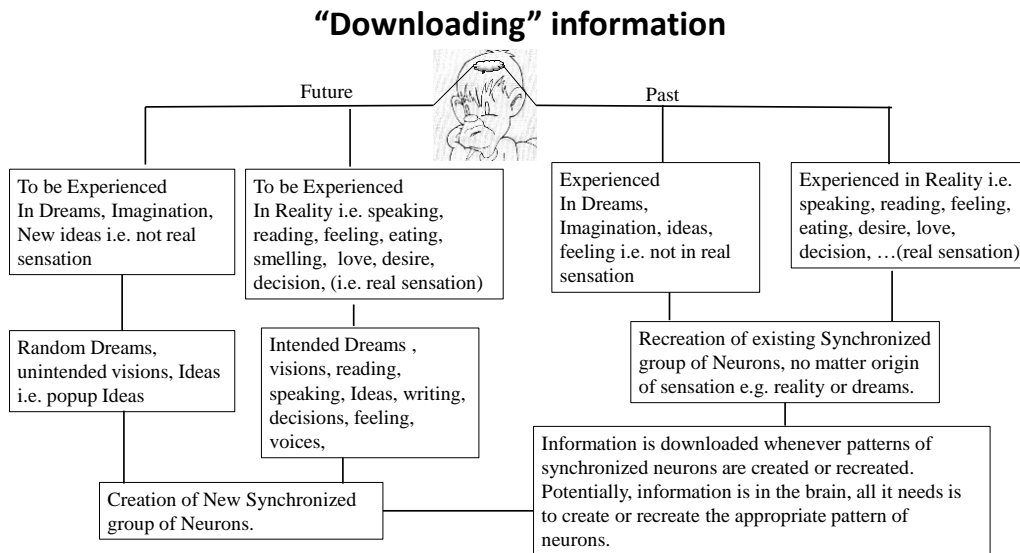 “Downloading” information
Future
Past
To be Experienced
In Dreams, Imagination,
New ideas i.e. not real
sensation
To be Experienced
In Reality i.e. speaking,
reading, feeling, eating,
smelling, love, desire,
decision, (i.e. real sensation)
Experienced
In Dreams,
Imagination, ideas,
feeling i.e. not in real
sensation
Experienced in Reality i.e.
speaking, reading, feeling,
eating, desire, love,
decision, …(real sensation)
Random Dreams,
unintended visions, Ideas
i.e. popup Ideas
Intended Dreams ,
visions, reading,
speaking, Ideas, writing,
decisions, feeling,
voices,
Recreation of existing Synchronized
group of Neurons, no matter origin
of sensation e.g. reality or dreams.
Creation of New Synchronized
group of Neurons.
Information is downloaded whenever patterns of
synchronized neurons are created or recreated.
Potentially, information is in the brain, all it needs is
to create or recreate the appropriate pattern of
neurons.